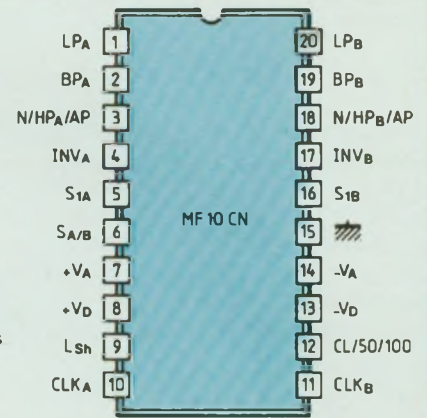 LPA 1 20 LPB
BPA 2 19 BPB
N/HPA/AP 3 18 N/HPB/AP
INVA 4 17 INVB
S1A 5 16 S1B
MF 10 CN
SA/B 6 15
+VA 7 14 -VA
+VD 8 13 -VD
LSh 9 12 CL/50/100
CLKA 10 11 CLKB